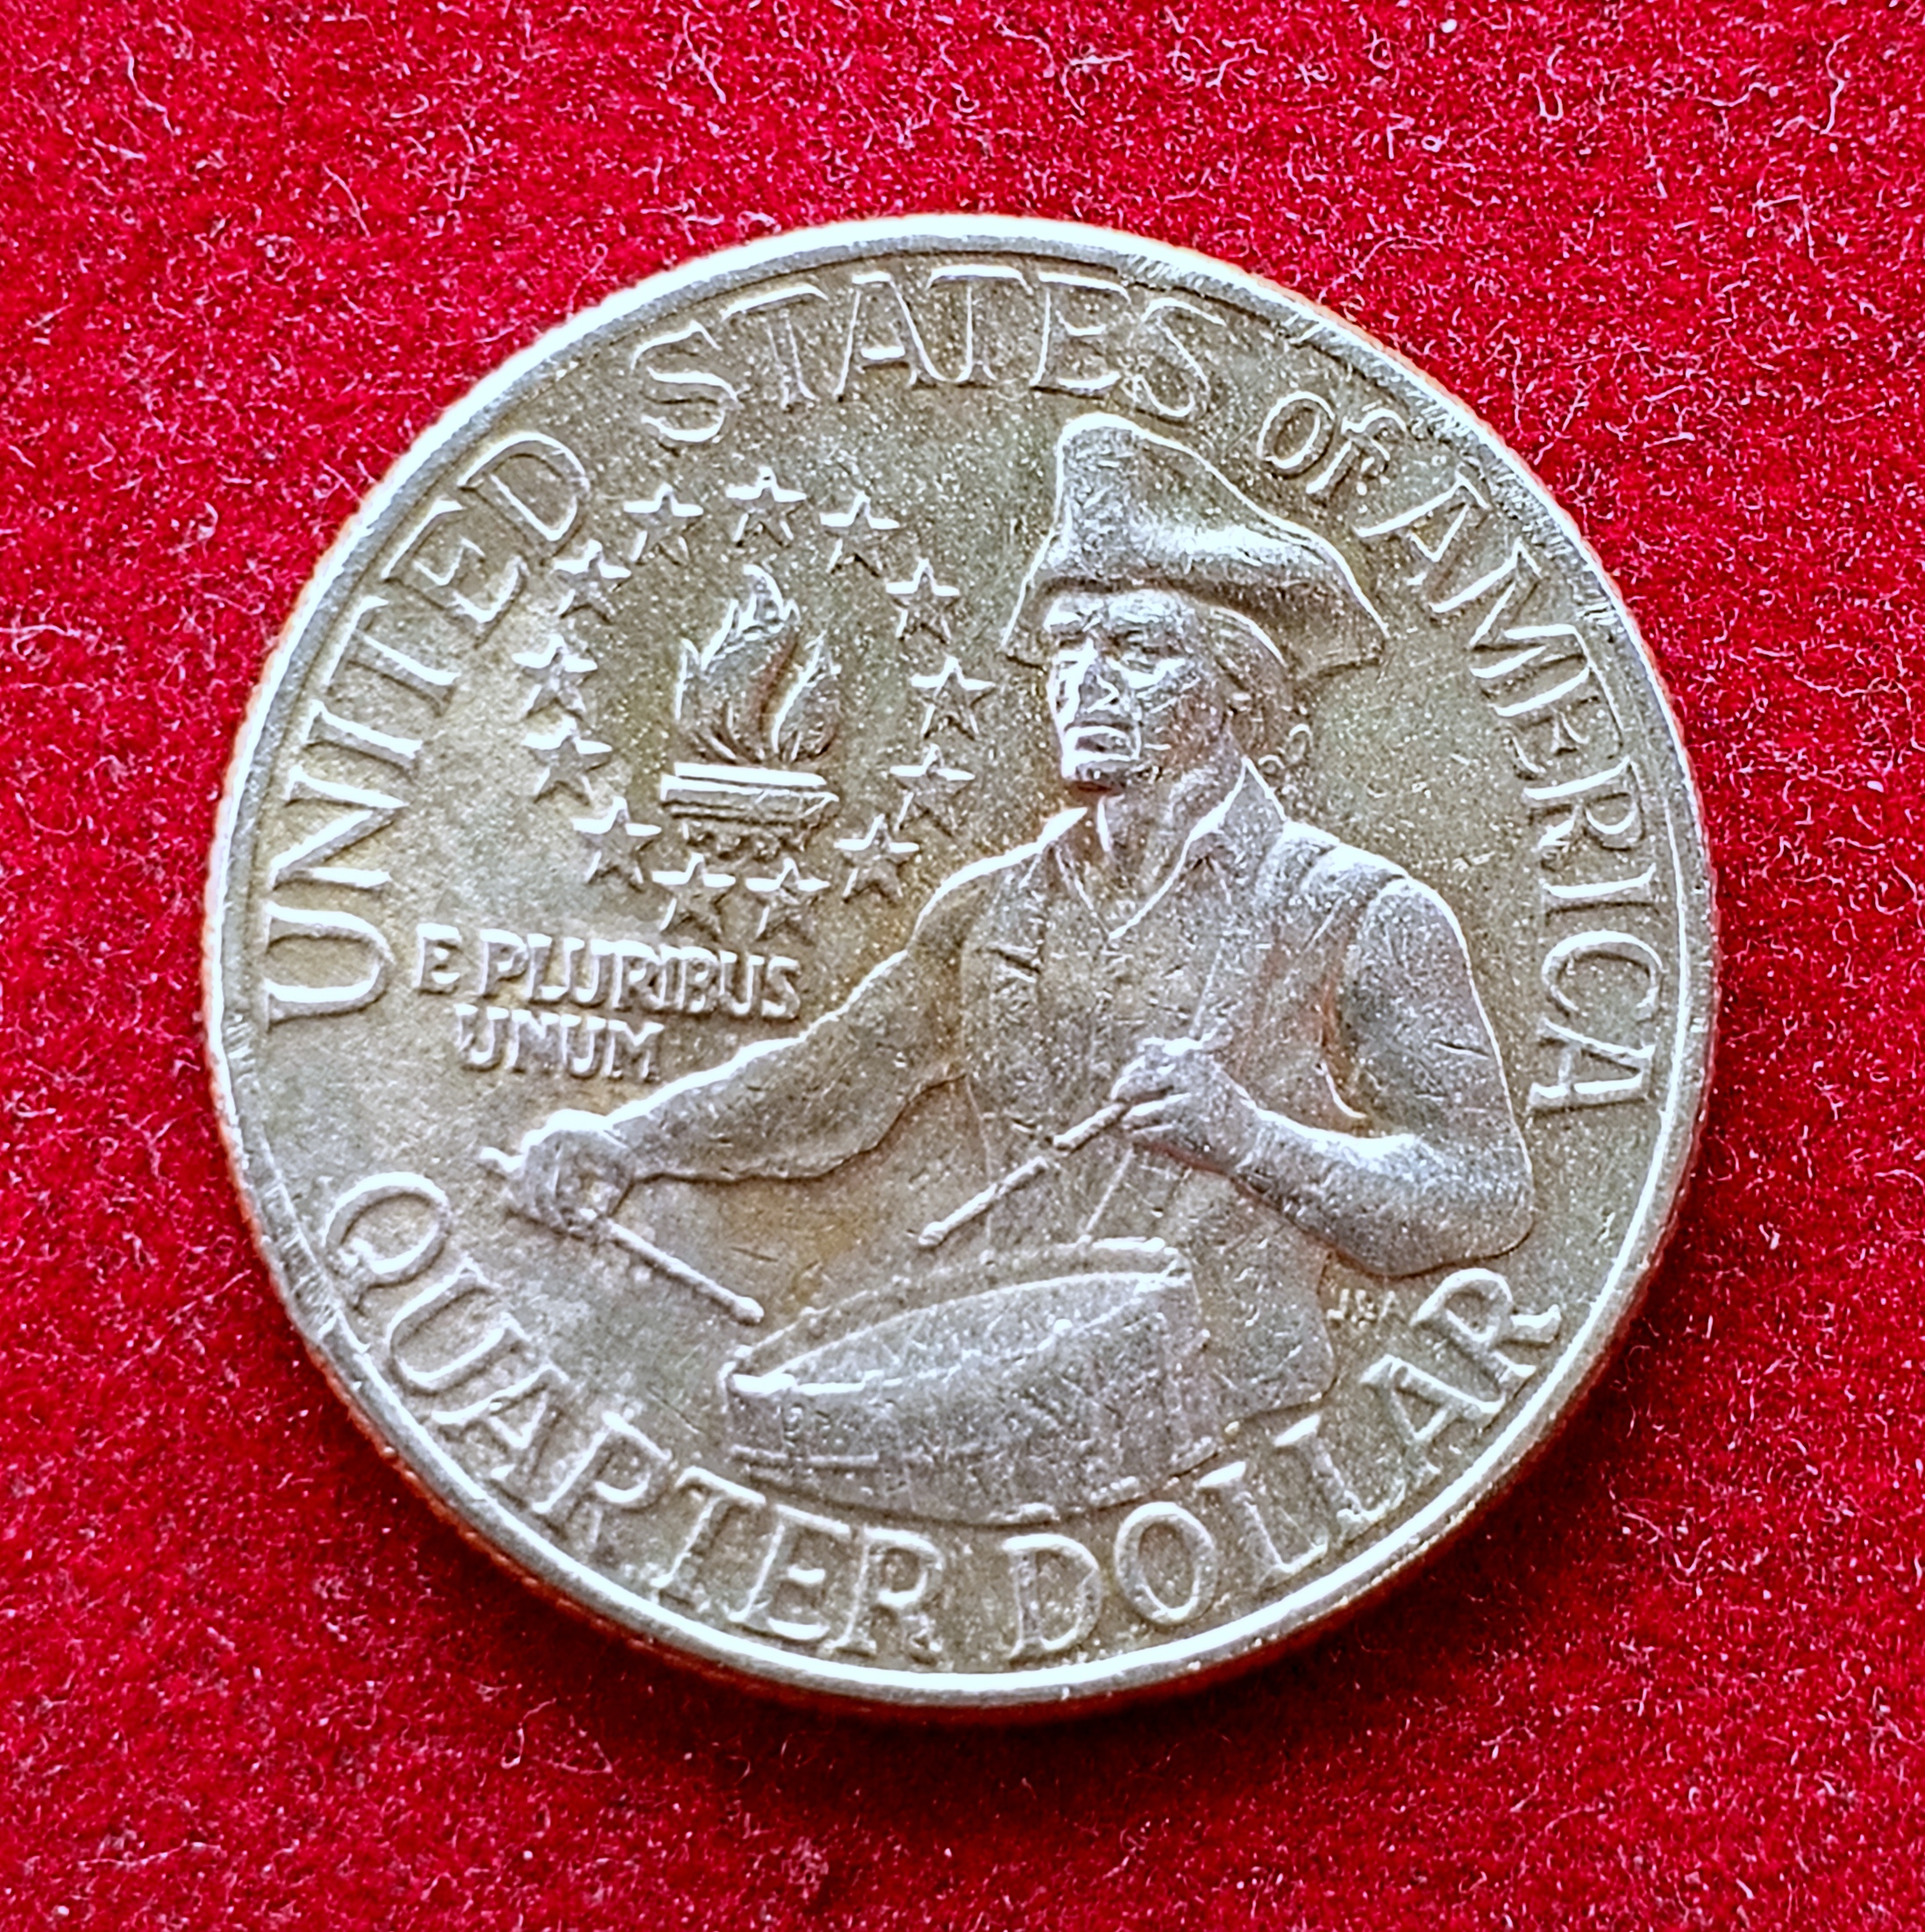 UNITED STATES Of AMERICA
E PLURIBUS
UNUM
JLA
QUARTER DOLLAR